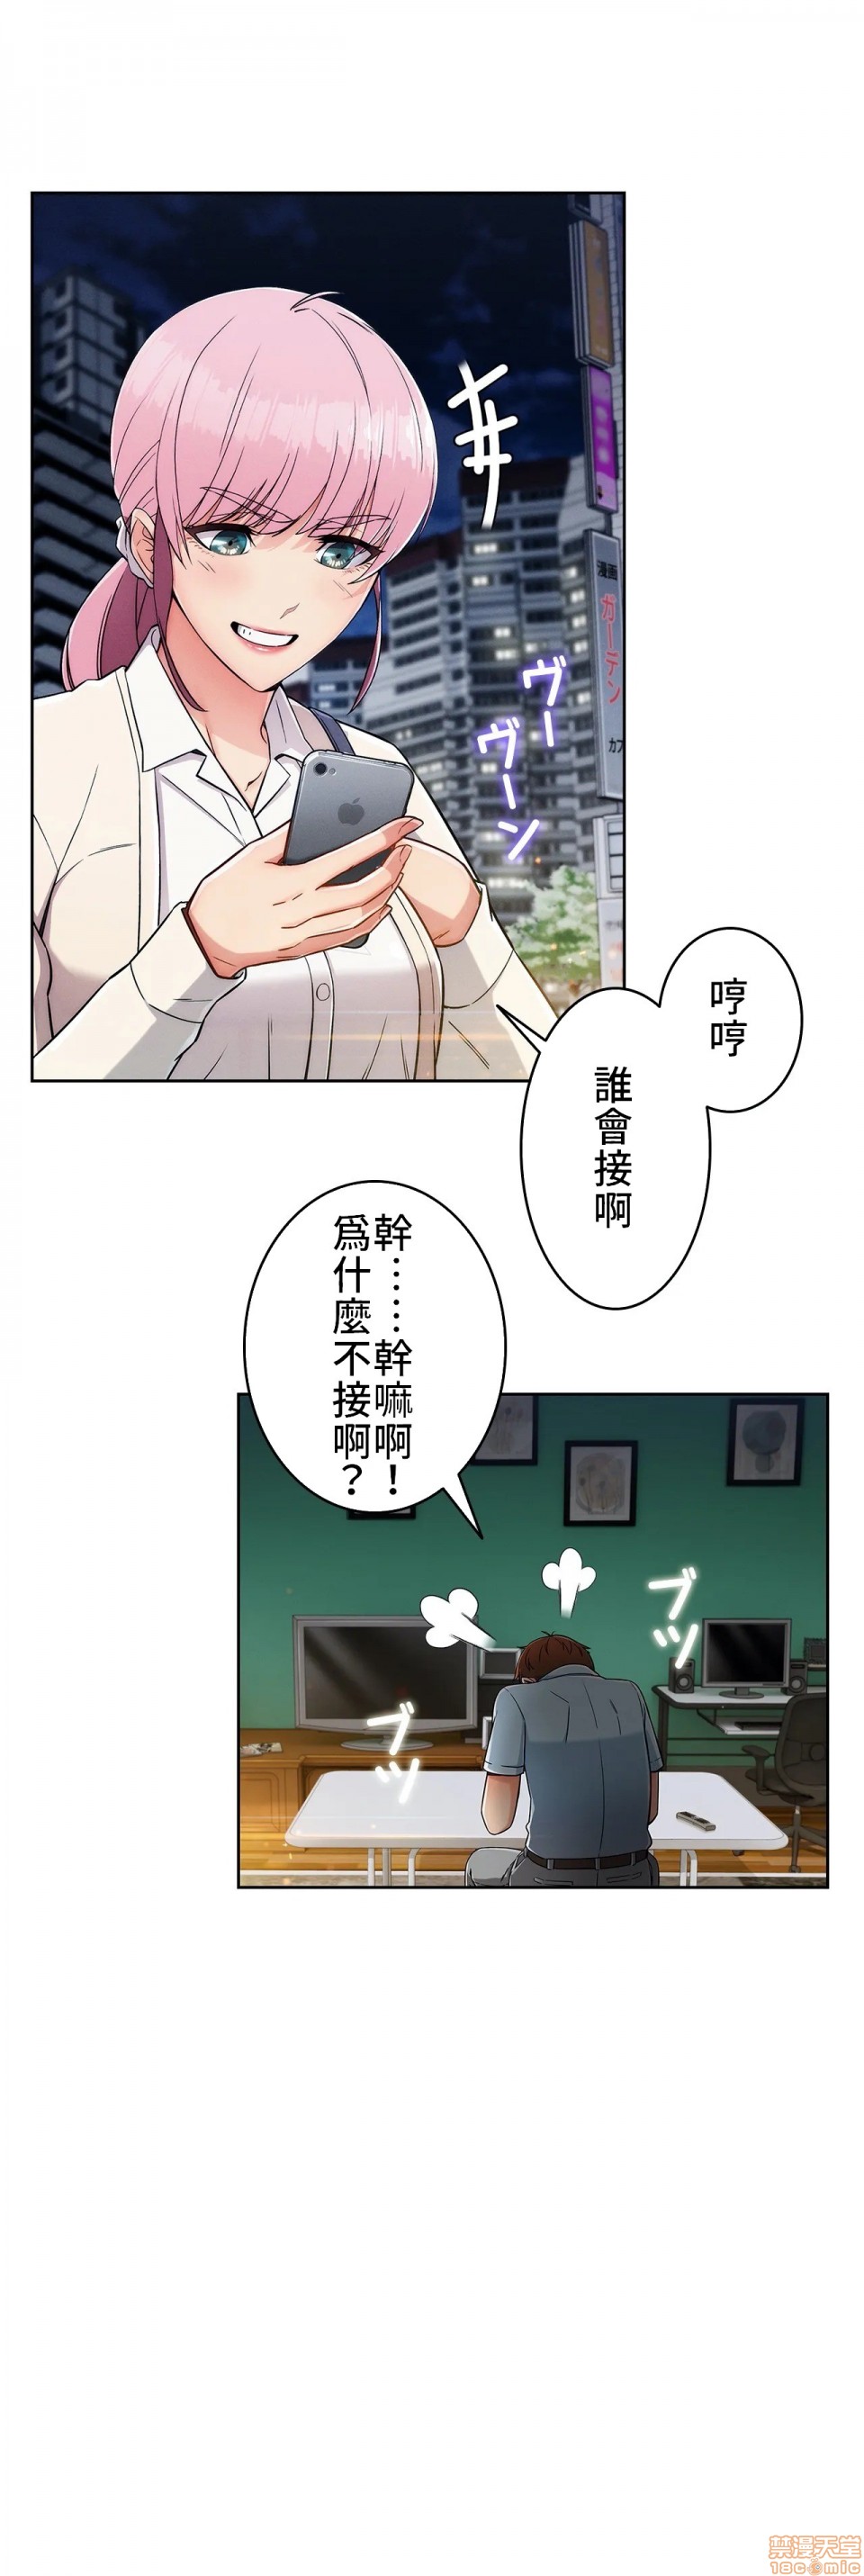 キ
漫画
ガーデン
カフ
ヴー
ヴーン
哼
哼
誰會接啊
幹……幹嘛啊！
爲什麼不接啊？
ブツ
ブツ
禁漫天堂
18comic